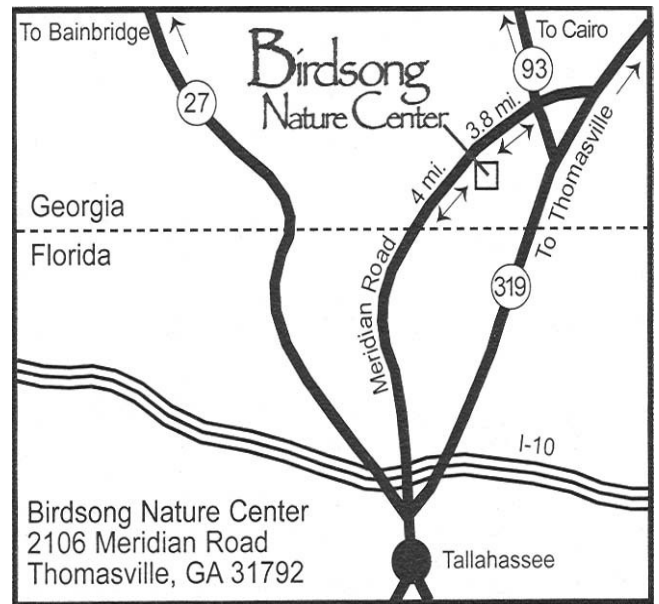 To Bainbridge
27
Birdsong
Nature Center
To Cairo
93
3.8 mi.
4 mi.
To Thomasville
Georgia
Florida
Meridian Road
319
I-10
Birdsong Nature Center
2106 Meridian Road
Thomasville, GA 31792
Tallahassee